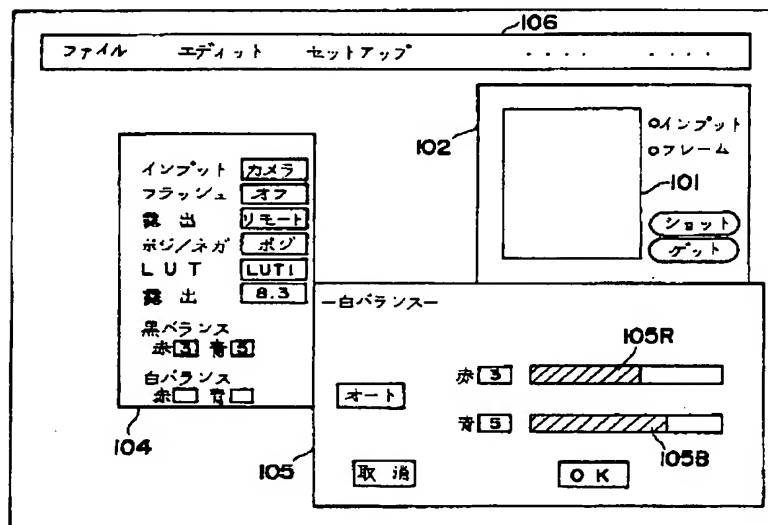 106
ファイル エディット セットアップ ‥‥ ‥‥
102
○インプット
○フレーム
101
ショット
ゲット
インプット カメラ
フラッシュ オフ
露出 リモート
ポジ/ネガ ポジ
LUT LUT1
露出 8.3
黒バランス
赤 3 青 5
白バランス
赤 青
104
-白バランス-
105R
赤 3
オート
青 5
105B
105
取消 OK